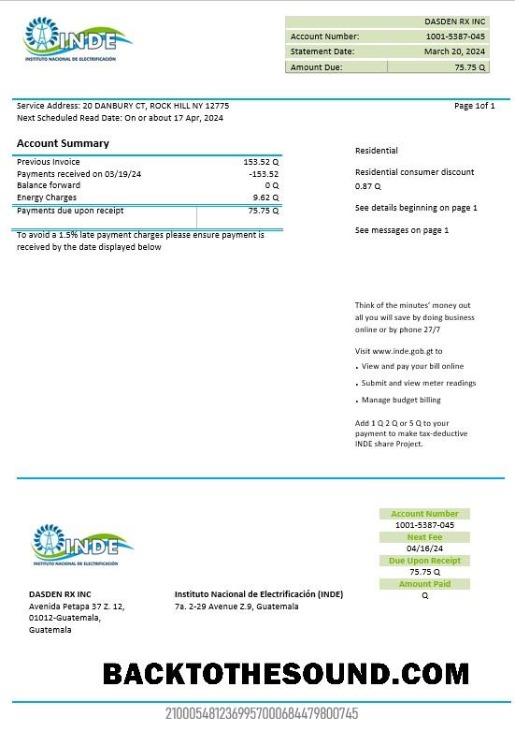 INDE
INSTITUTO NACIONAL DE ELECTRIFICACIÓN
DASDEN RX INC
Account Number: 1001-5387-045
Statement Date: March 20, 2024
Amount Due: 75.75 Q
Service Address: 20 DANBURY CT, ROCK HILL NY 12775
Page 1of 1
Next Scheduled Read Date: On or about 17 Apr, 2024
Account Summary
Previous Invoice 153.52 Q
Payments received on 03/19/24 -153.52
Balance forward 0 Q
Energy Charges 9.62 Q
Payments due upon receipt 75.75 Q
To avoid a 1.5% late payment charges please ensure payment is
received by the date displayed below
Residential
Residential consumer discount
0.87 Q
See details beginning on page 1
See messages on page 1
Think of the minutes' money out
all you will save by doing business
online or by phone 27/7
Visit www.inde.gob.gt to
• View and pay your bill online
• Submit and view meter readings
• Manage budget billing
Add 1 Q 2 Q or 5 Q to your
payment to make tax-deductive
INDE share Project.
INDE
INSTITUTO NACIONAL DE ELECTRIFICACIÓN
Account Number
1001-5387-045
Next Fee
04/16/24
Due Upon Receipt
75.75 Q
Amount Paid
Q
DASDEN RX INC
Avenida Petapa 37 Z. 12,
01012-Guatemala,
Guatemala
Instituto Nacional de Electrificación (INDE)
7a. 2-29 Avenue Z.9, Guatemala
BACKTOTHESOUND.COM
2100054812369957000684479800745